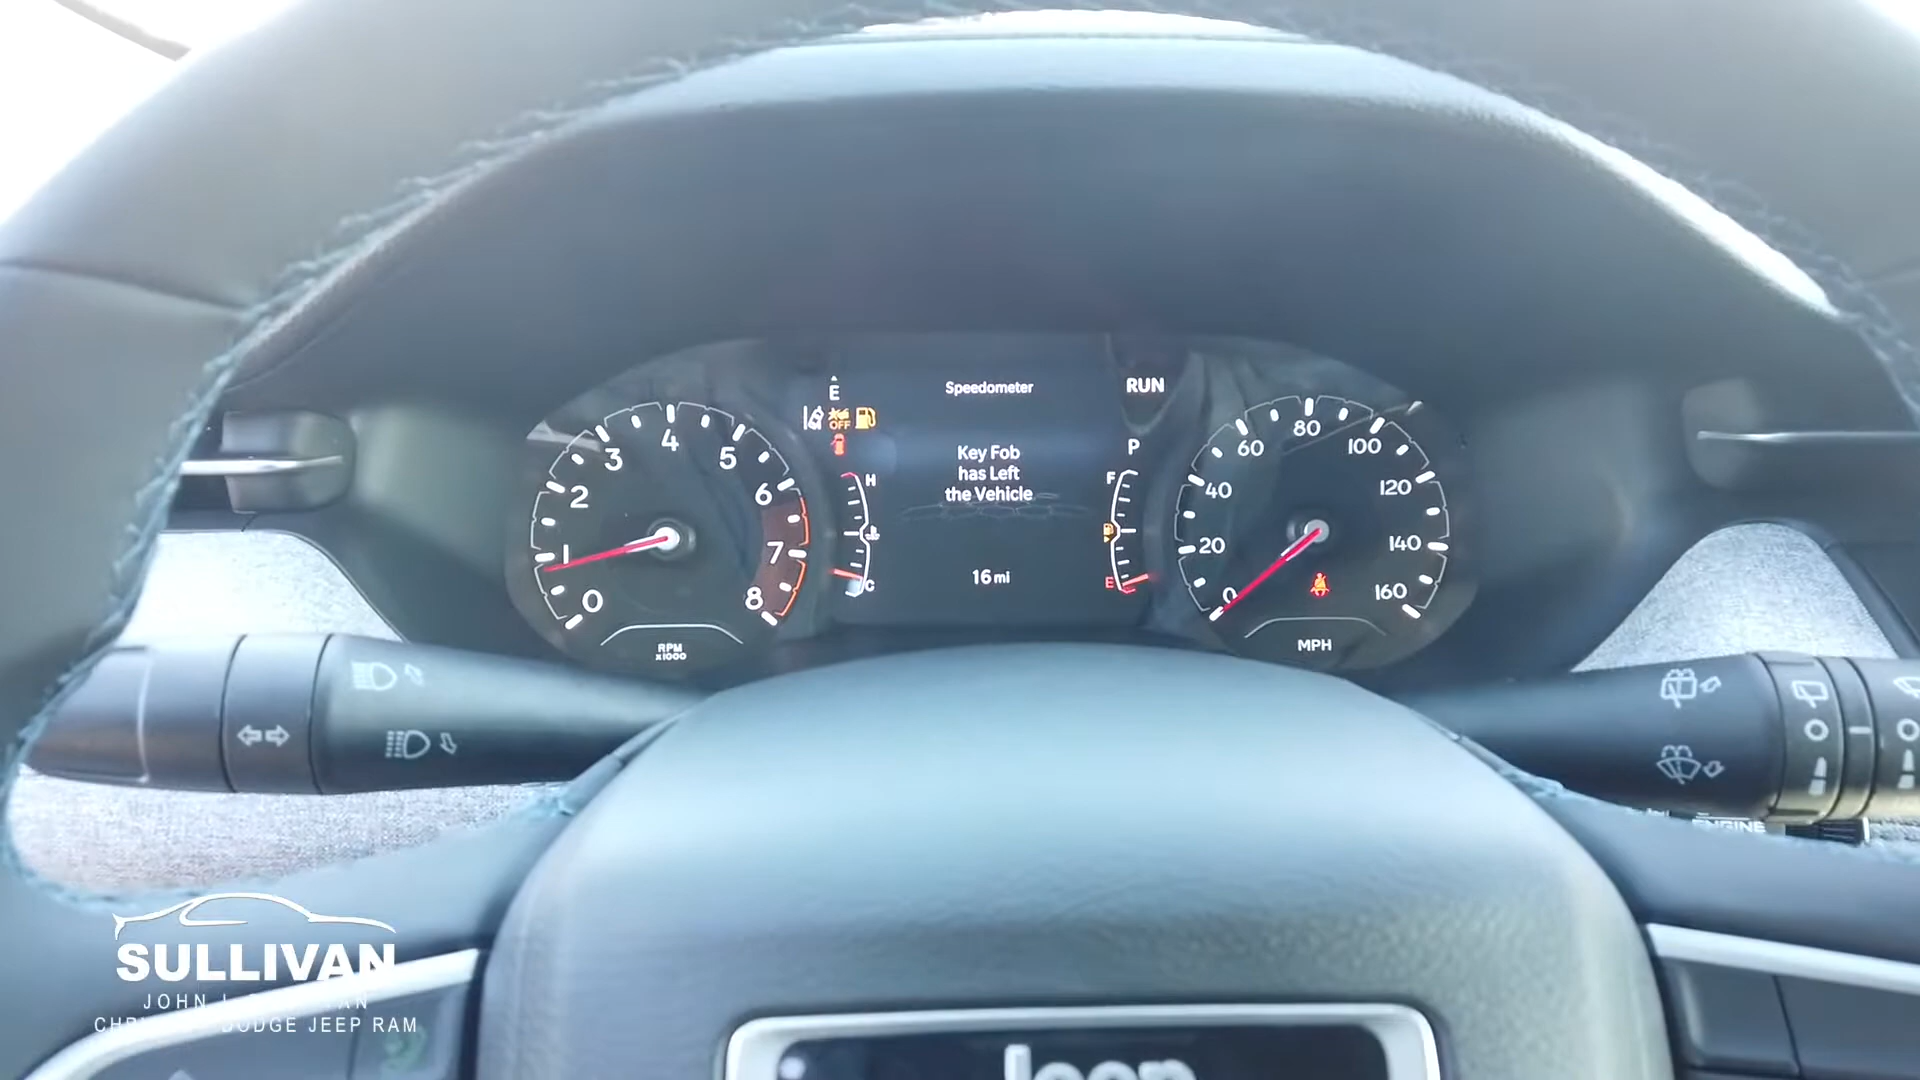 E
Speedometer
RUN
OFF
Key Fob
has Left
the Vehicle
P
H
C
F
E
16 mi
0
1
2
3
4
5
6
7
8
RPM
x1000
0
20
40
60
80
100
120
140
160
MPH
ENGINE
SULLIVAN
DODGE JEEP RAM
Jeep